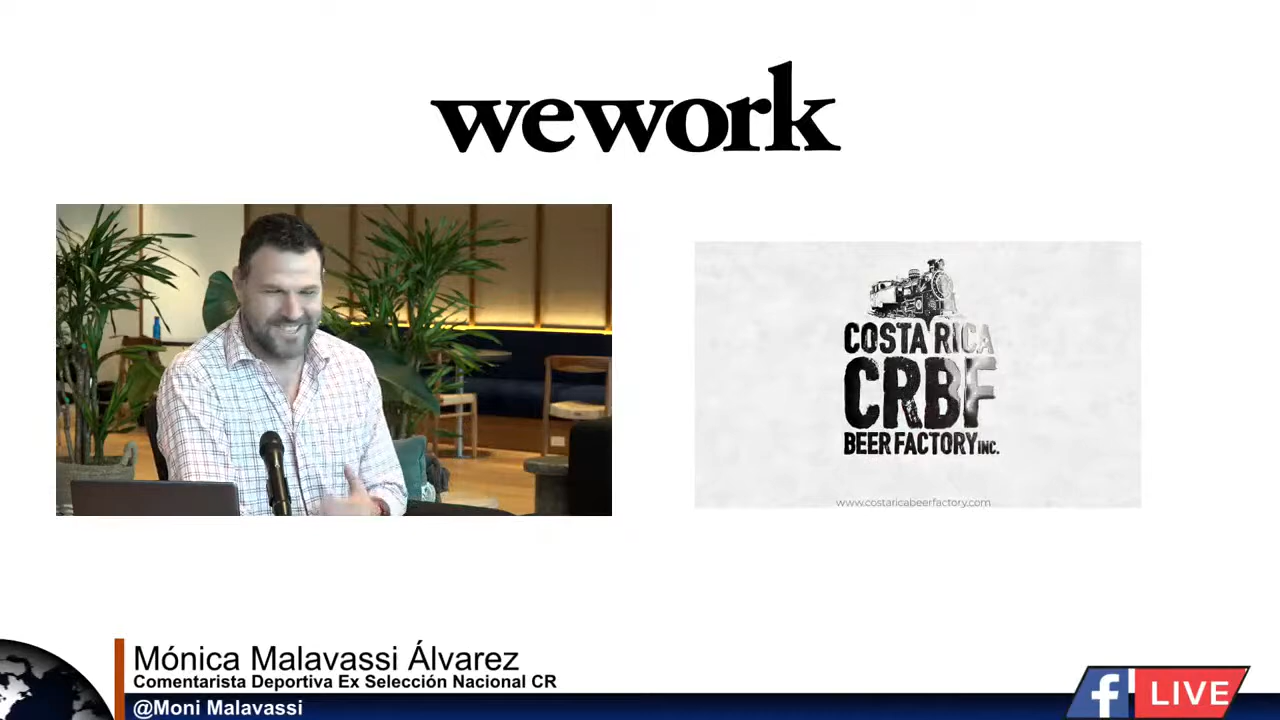 wework
COSTA RICA
CRBF
BEER FACTORY INC.
www.costaricabeerfactory.com
Mónica Malavassi Álvarez
Comentarista Deportiva Ex Selección Nacional CR
@Moni Malavassi
f LIVE